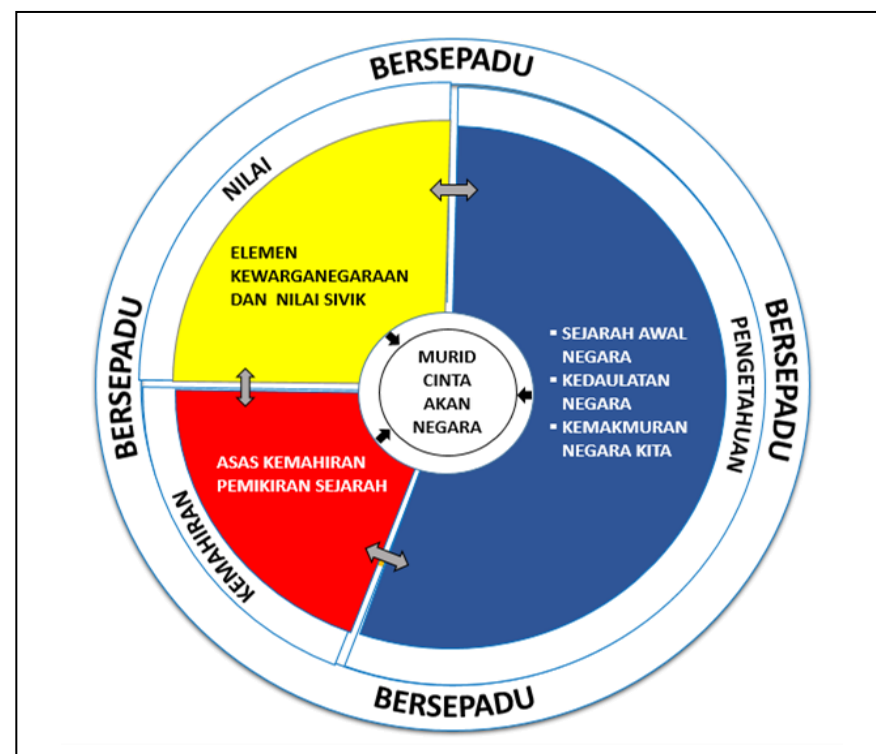 BERSEPADU
NILAI
ELEMEN
KEWARGANEGARAAN
DAN NILAI SIVIK
BERSEPADU
MURID
CINTA
AKAN
NEGARA
▪ SEJARAH AWAL
NEGARA
▪ KEDAULATAN
NEGARA
▪ KEMAKMURAN
NEGARA KITA
PENGETAHUAN
BERSEPADU
ASAS KEMAHIRAN
PEMIKIRAN SEJARAH
KEMAHIRAN
BERSEPADU